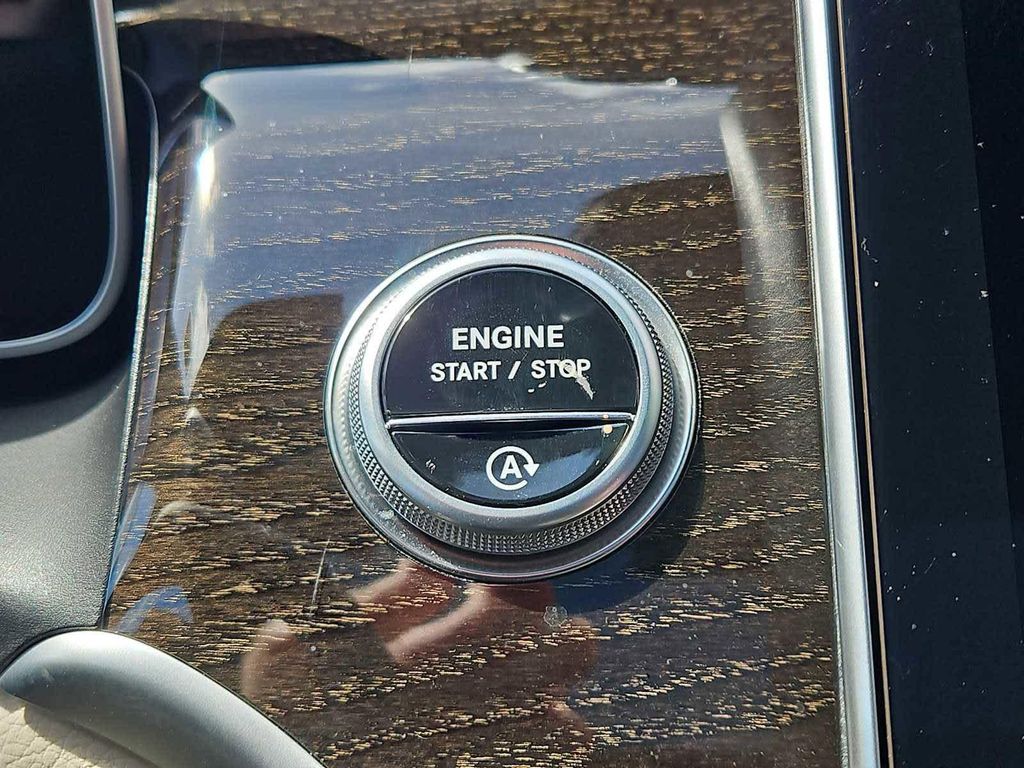 ENGINE
START / STOP
A